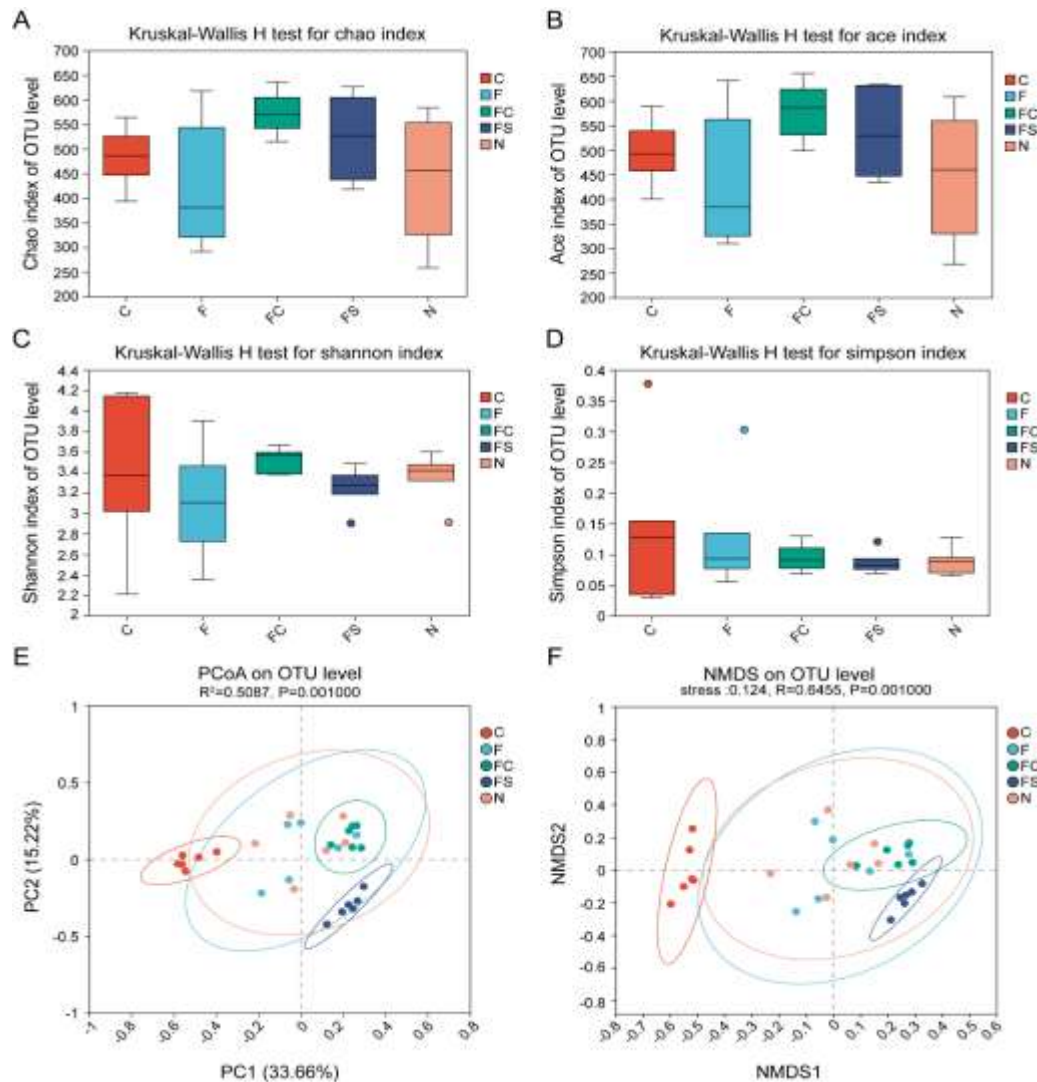 A
Kruskal-Wallis H test for chao index
Chao index of OTU level
700
650
600
550
500
450
400
350
300
250
200
C
F
FC
FS
N
C
F
FC
FS
N
B
Kruskal-Wallis H test for ace index
Ace index of OTU level
700
650
600
550
500
450
400
350
300
250
200
C
F
FC
FS
N
C
F
FC
FS
N
C
Kruskal-Wallis H test for shannon index
Shannon index of OTU level
4.4
4.2
4
3.8
3.6
3.4
3.2
3
2.8
2.6
2.4
2.2
2
C
F
FC
FS
N
C
F
FC
FS
N
D
Kruskal-Wallis H test for simpson index
Simpson index of OTU level
0.4
0.35
0.3
0.25
0.2
0.15
0.1
0.05
0
C
F
FC
FS
N
C
F
FC
FS
N
E
PCoA on OTU level
R²=0.5087, P=0.001000
PC2 (15.22%)
1
0.5
0
-0.5
-1
C
F
FC
FS
N
-1
-0.8
-0.6
-0.4
-0.2
0
0.2
0.4
0.6
0.8
1
PC1 (33.66%)
F
NMDS on OTU level
stress :0.124, R=0.6455, P=0.001000
NMDS2
1
0.8
0.6
0.4
0.2
0
-0.2
-0.4
-0.6
-0.8
C
F
FC
FS
N
-0.8
-0.7
-0.6
-0.5
-0.4
-0.3
-0.2
-0.1
0
0.1
0.2
0.3
0.4
0.5
0.6
NMDS1